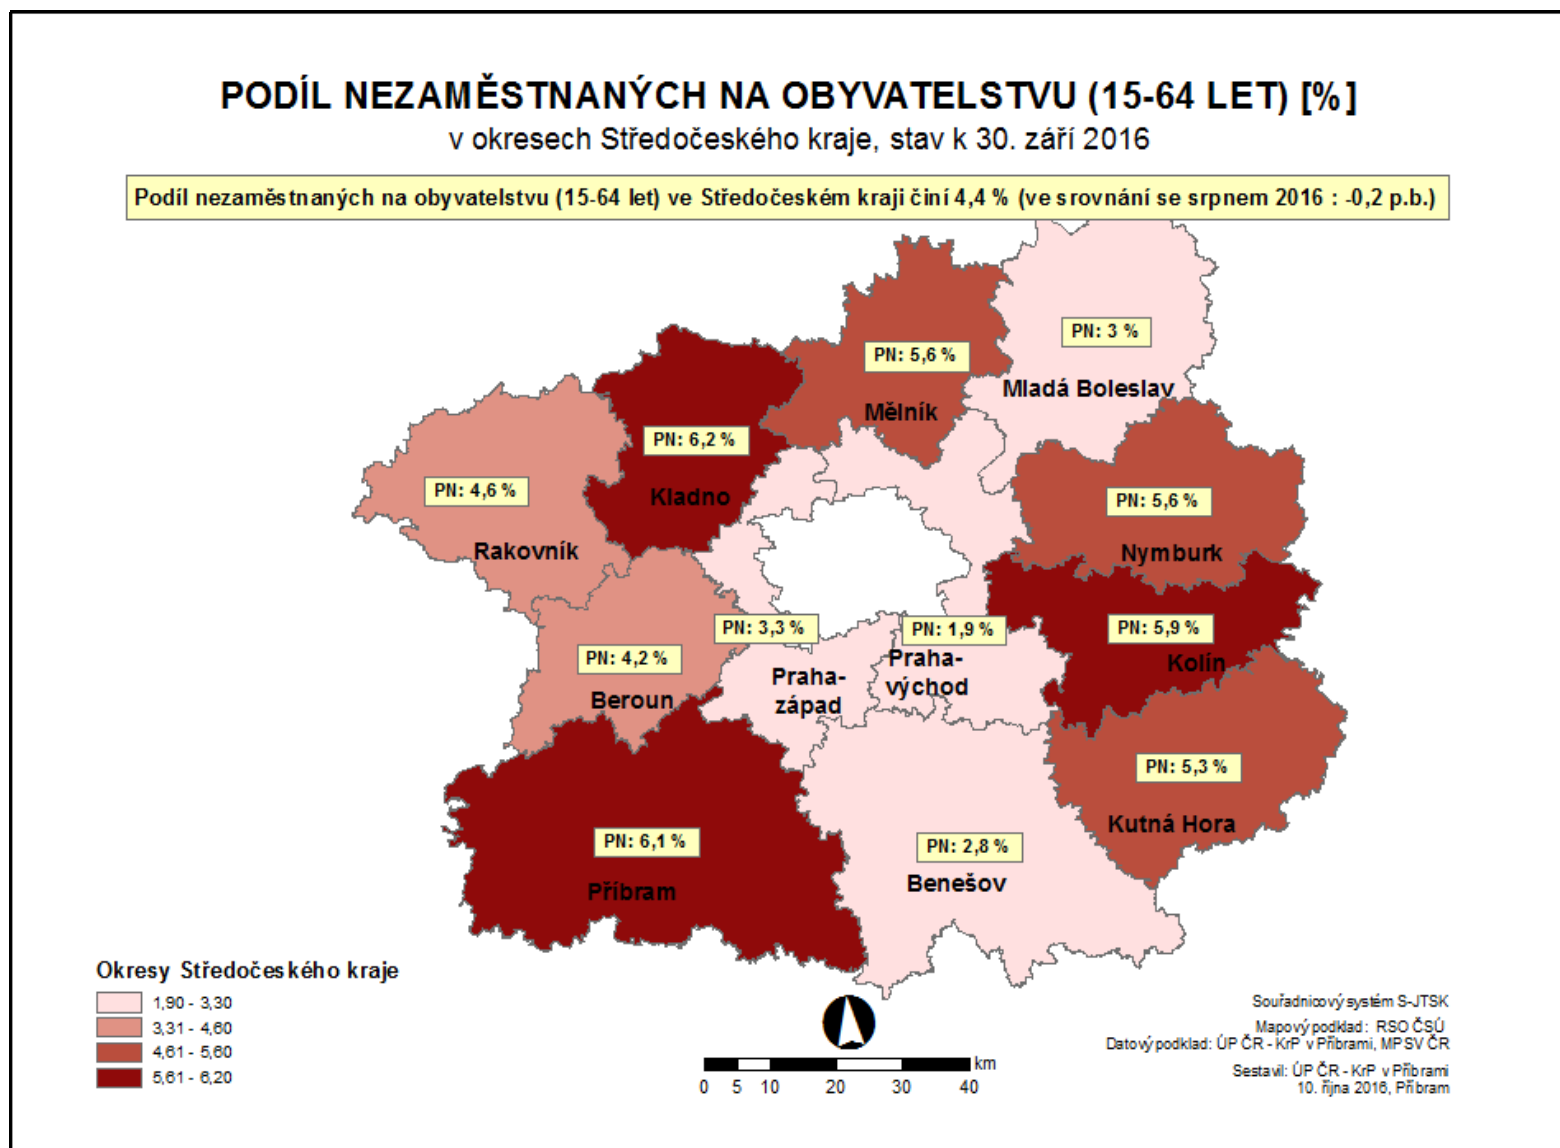 PODÍL NEZAMĚSTNANÝCH NA OBYVATELSTVU (15-64 LET) [%]
v okresech Středočeského kraje, stav k 30. září 2016
Podíl nezaměstnaných na obyvatelstvu (15-64 let) ve Středočeském kraji činí 4,4 % (ve srovnání se srpnem 2016 : -0,2 p.b.)
PN: 3 %
Mladá Boleslav
PN: 5,6 %
Mělník
PN: 6,2 %
Kladno
PN: 4,6 %
Rakovník
PN: 5,6 %
Nymburk
PN: 3,3 %
Praha-
západ
PN: 1,9 %
Praha-
východ
PN: 5,9 %
Kolín
PN: 4,2 %
Beroun
PN: 5,3 %
Kutná Hora
PN: 6,1 %
Příbram
PN: 2,8 %
Benešov
Okresy Středočeského kraje
1,90 - 3,30
3,31 - 4,60
4,61 - 5,60
5,61 - 6,20
km
0 5 10 20 30 40
Souřadnicový systém S-JTSK
Mapový podklad: RSO ČSÚ
Datový podklad: ÚP ČR - KrP v Příbrami, MPSV ČR
Sestavil: ÚP ČR - KrP v Příbrami
10. října 2016, Příbram